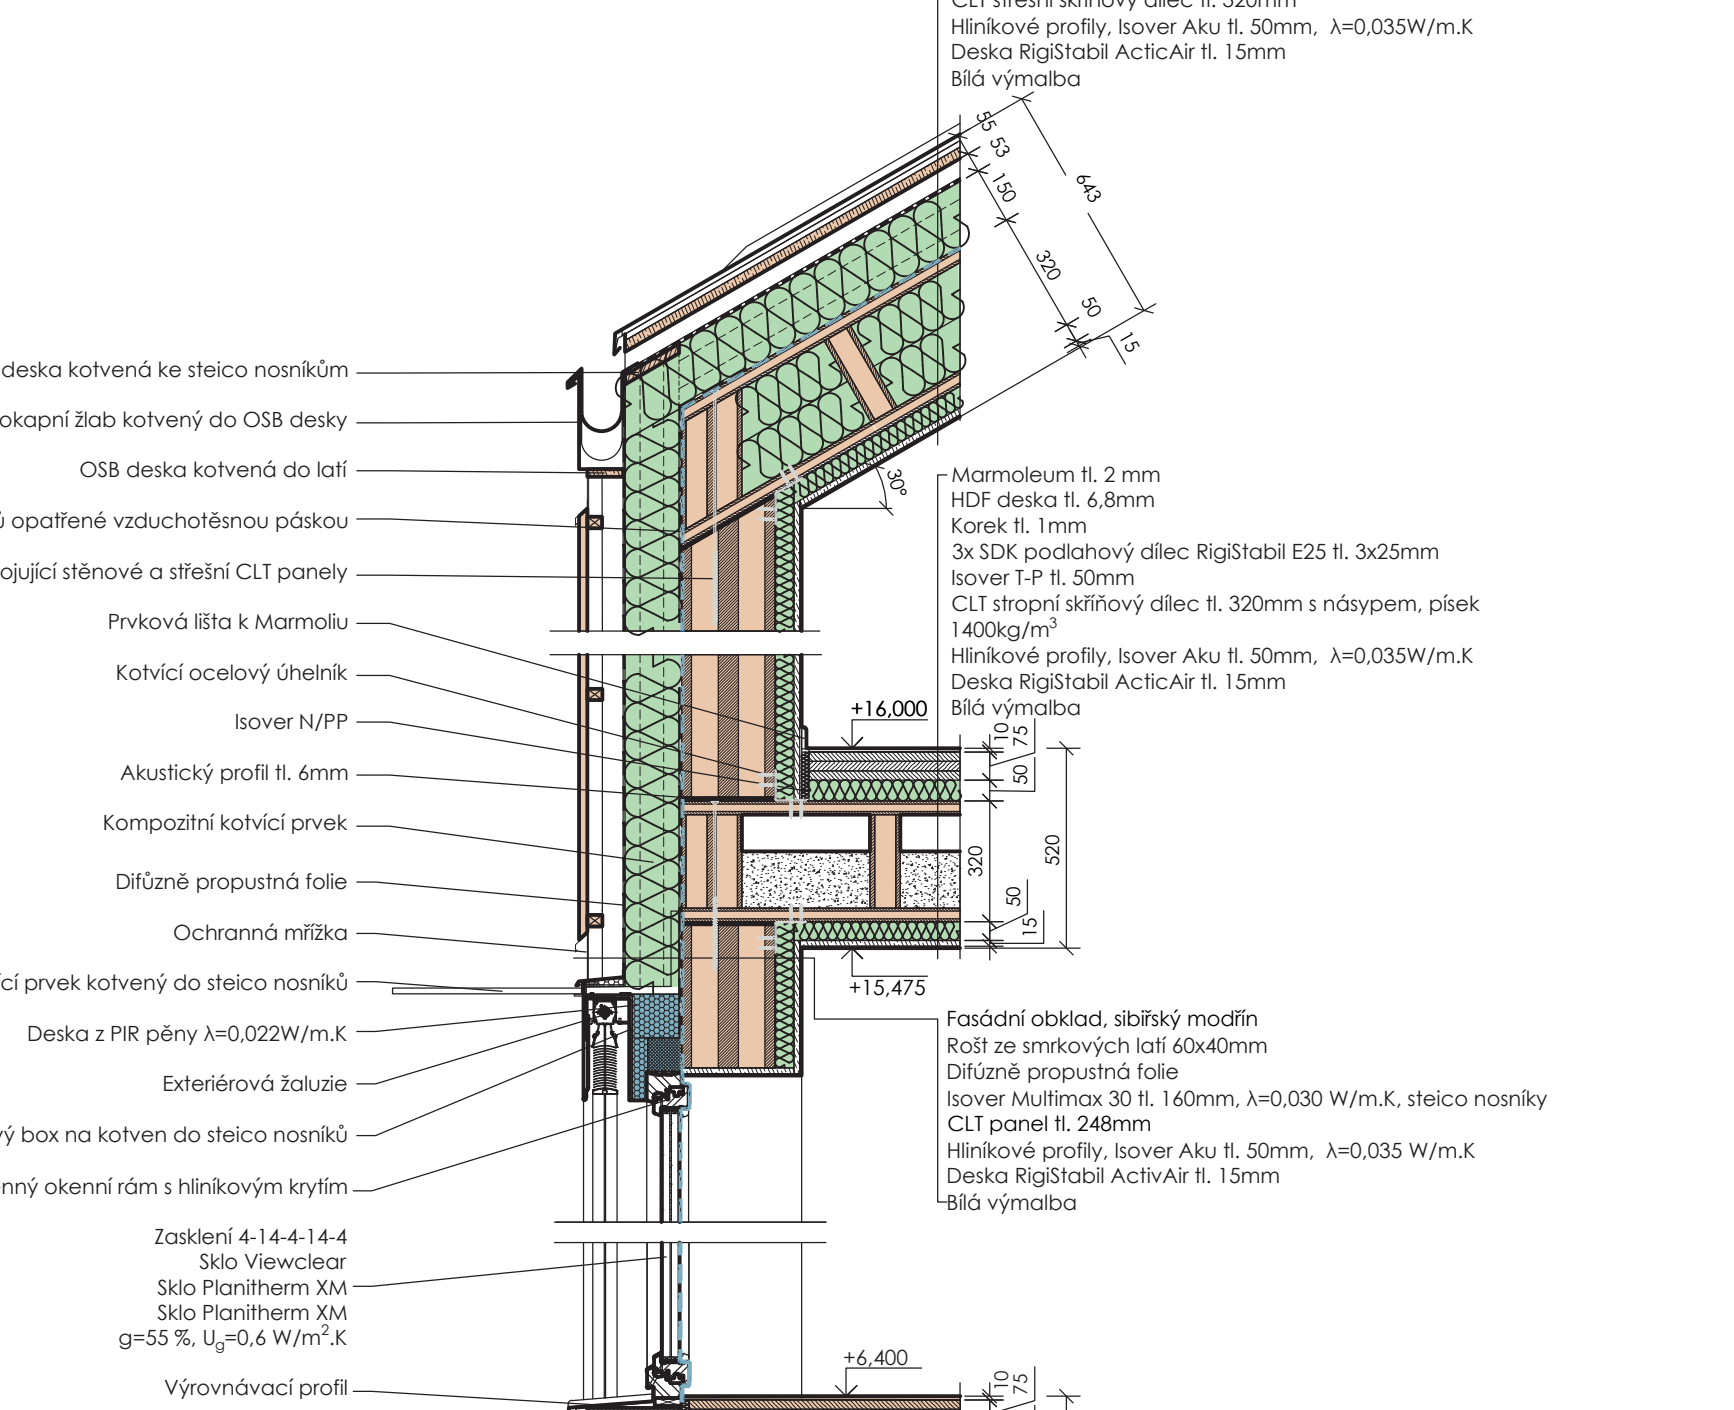 CLT střešní skříňový dílec tl. 320mm
Hliníkové profily, Isover Aku tl. 50mm, λ=0,035W/m.K
Deska RigiStabil ActicAir tl. 15mm
Bílá výmalba
55
53
150
643
320
50
15
30°
deska kotvená ke steico nosníkům
okapní žlab kotvený do OSB desky
OSB deska kotvená do latí
ů opatřené vzduchotěsnou páskou
ojující stěnové a střešní CLT panely
Prvková lišta k Marmoliu
Kotvící ocelový úhelník
Isover N/PP
Akustický profil tl. 6mm
Kompozitní kotvící prvek
Difůzně propustná folie
Ochranná mřížka
cí prvek kotvený do steico nosníků
Deska z PIR pěny λ=0,022W/m.K
Exteriérová žaluzie
vý box na kotven do steico nosníků
enný okenní rám s hliníkovým krytím
Zasklení 4-14-4-14-4
Sklo Viewclear
Sklo Planitherm XM
Sklo Planitherm XM
g=55 %, Ug=0,6 W/m².K
Výrovnávací profil
Marmoleum tl. 2 mm
HDF deska tl. 6,8mm
Korek tl. 1mm
3x SDK podlahový dílec RigiStabil E25 tl. 3x25mm
Isover T-P tl. 50mm
CLT stropní skříňový dílec tl. 320mm s násypem, písek
1400kg/m³
Hliníkové profily, Isover Aku tl. 50mm, λ=0,035W/m.K
Deska RigiStabil ActicAir tl. 15mm
Bílá výmalba
+16,000
10
75
50
320
520
50
15
+15,475
Fasádní obklad, sibiřský modřín
Rošt ze smrkových latí 60x40mm
Difúzně propustná folie
Isover Multimax 30 tl. 160mm, λ=0,030 W/m.K, steico nosníky
CLT panel tl. 248mm
Hliníkové profily, Isover Aku tl. 50mm, λ=0,035 W/m.K
Deska RigiStabil ActivAir tl. 15mm
Bílá výmalba
+6,400
10
75